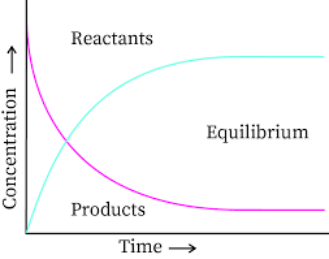 Reactants
Equilibrium
Products
Concentration
Time